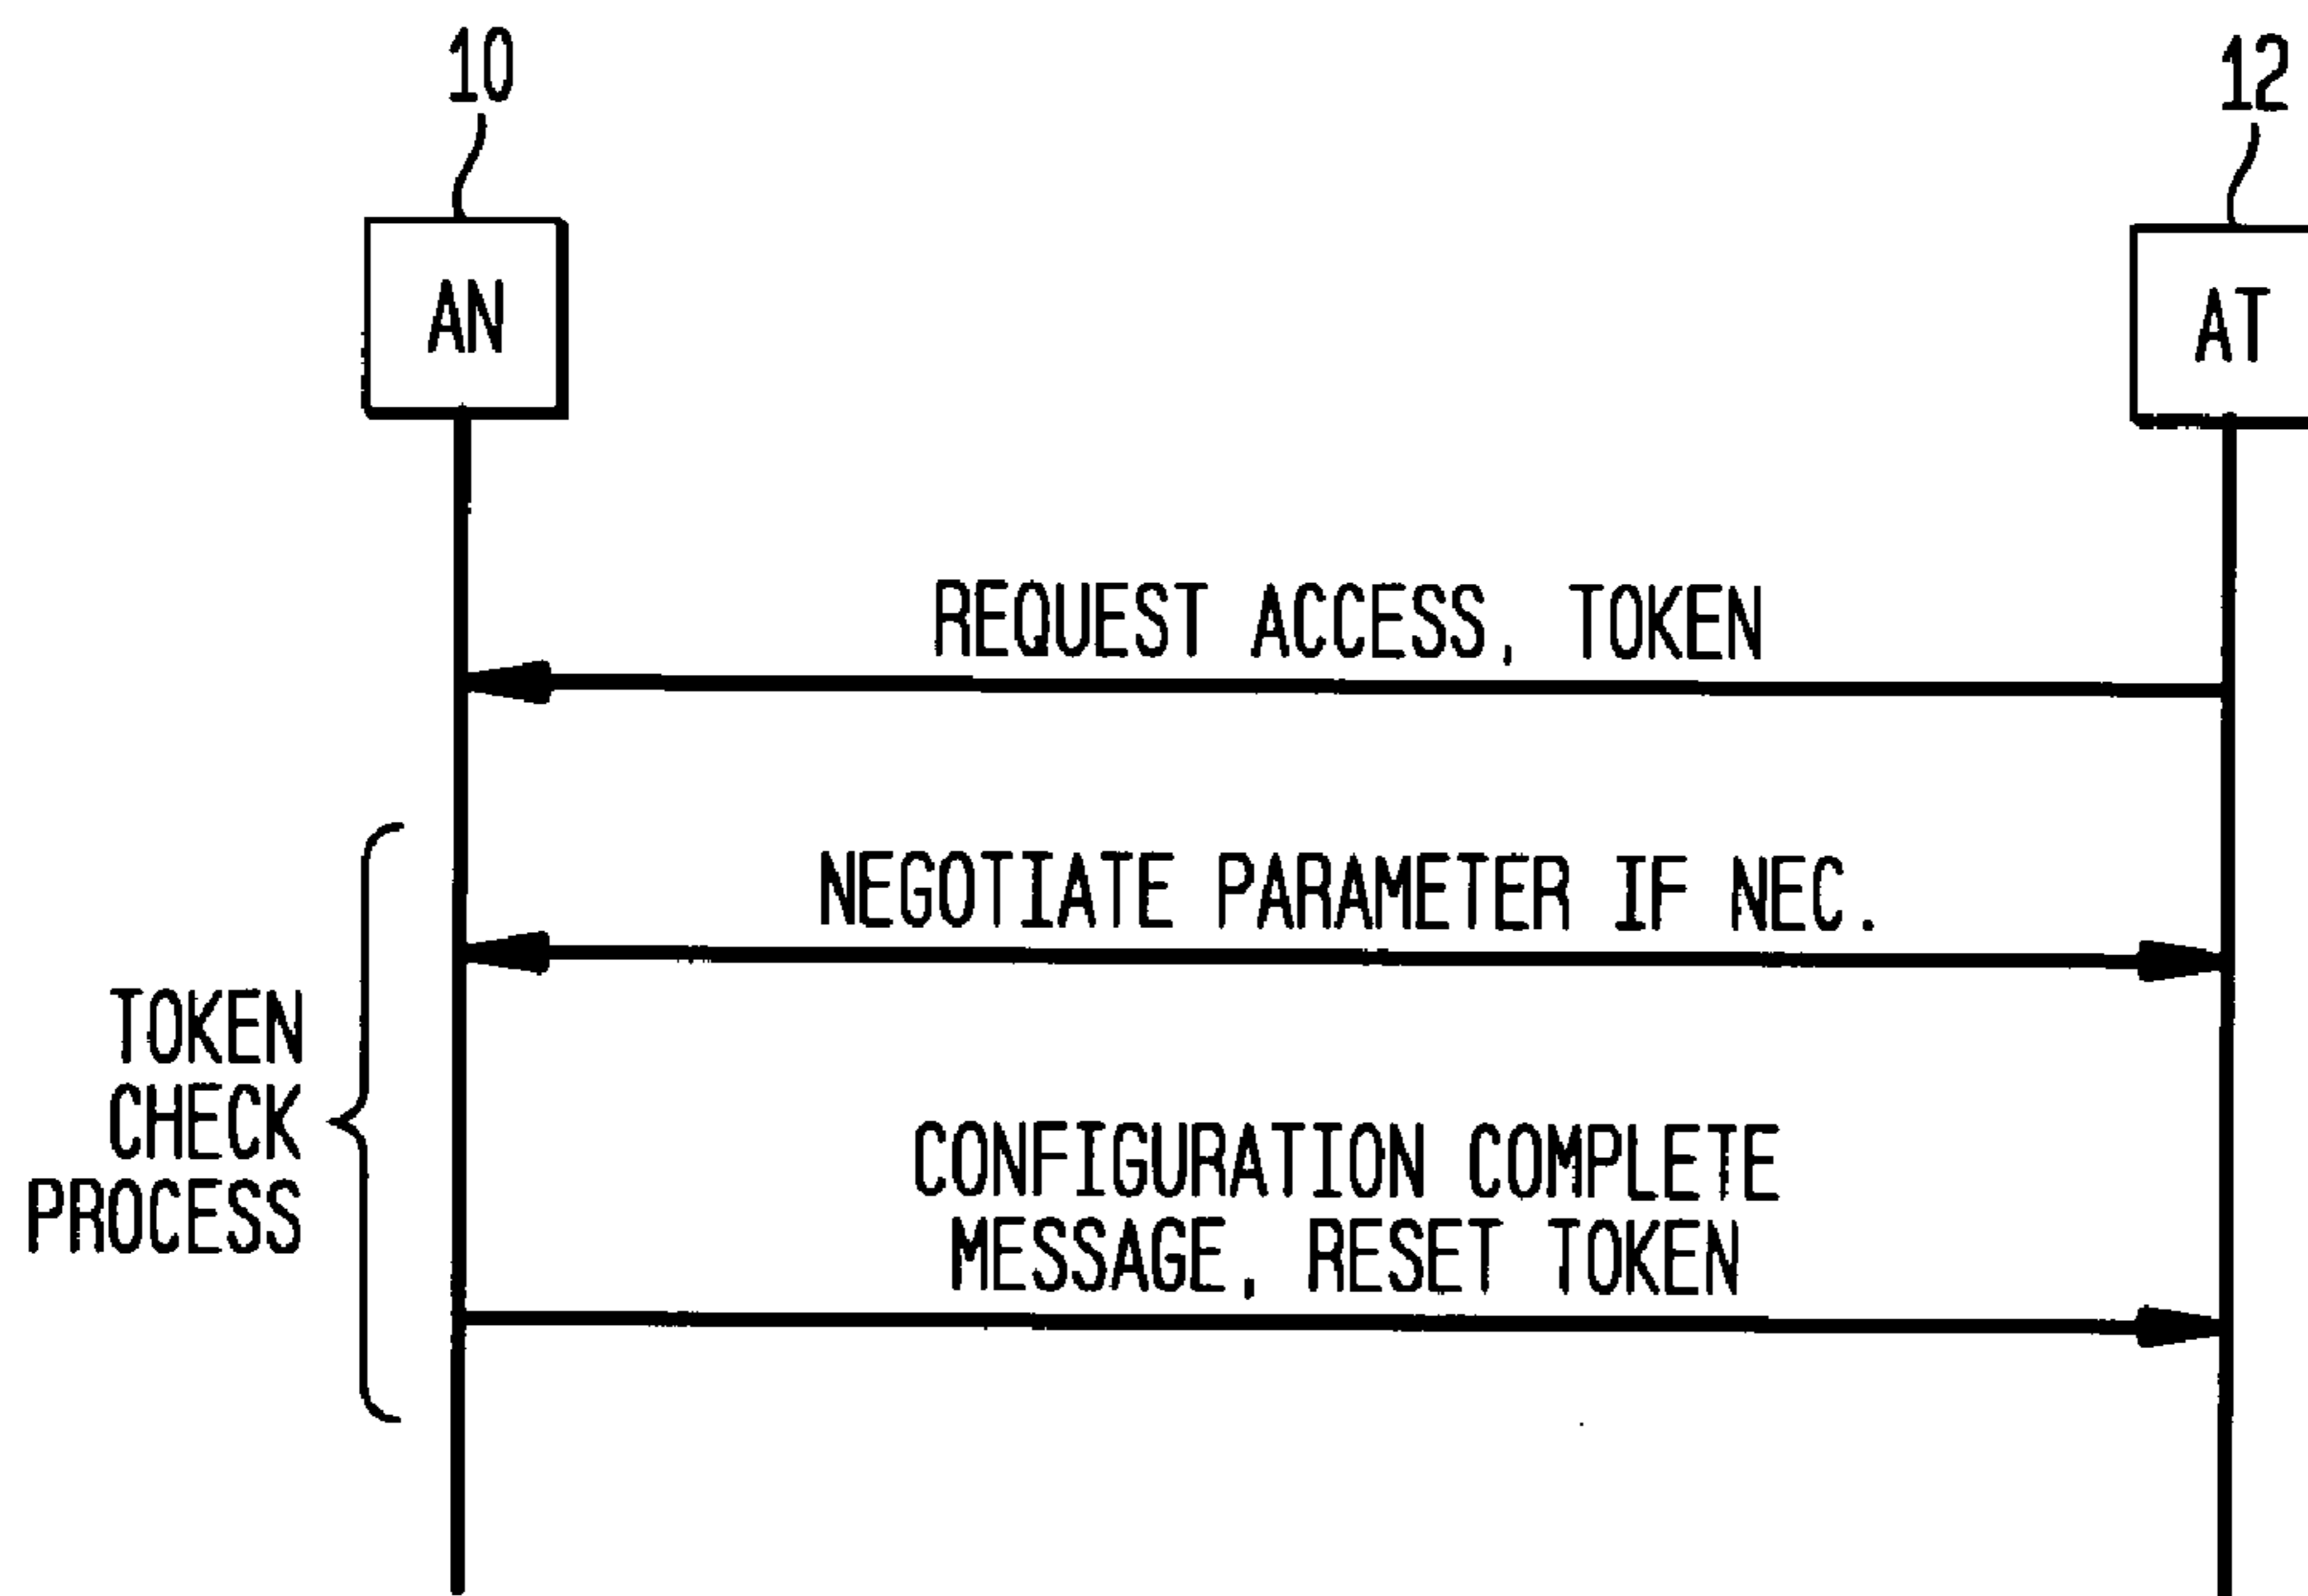 10
12
AN
AT
REQUEST ACCESS, TOKEN
NEGOTIATE PARAMETER IF NEC.
TOKEN
CHECK
PROCESS
CONFIGURATION COMPLETE
MESSAGE, RESET TOKEN